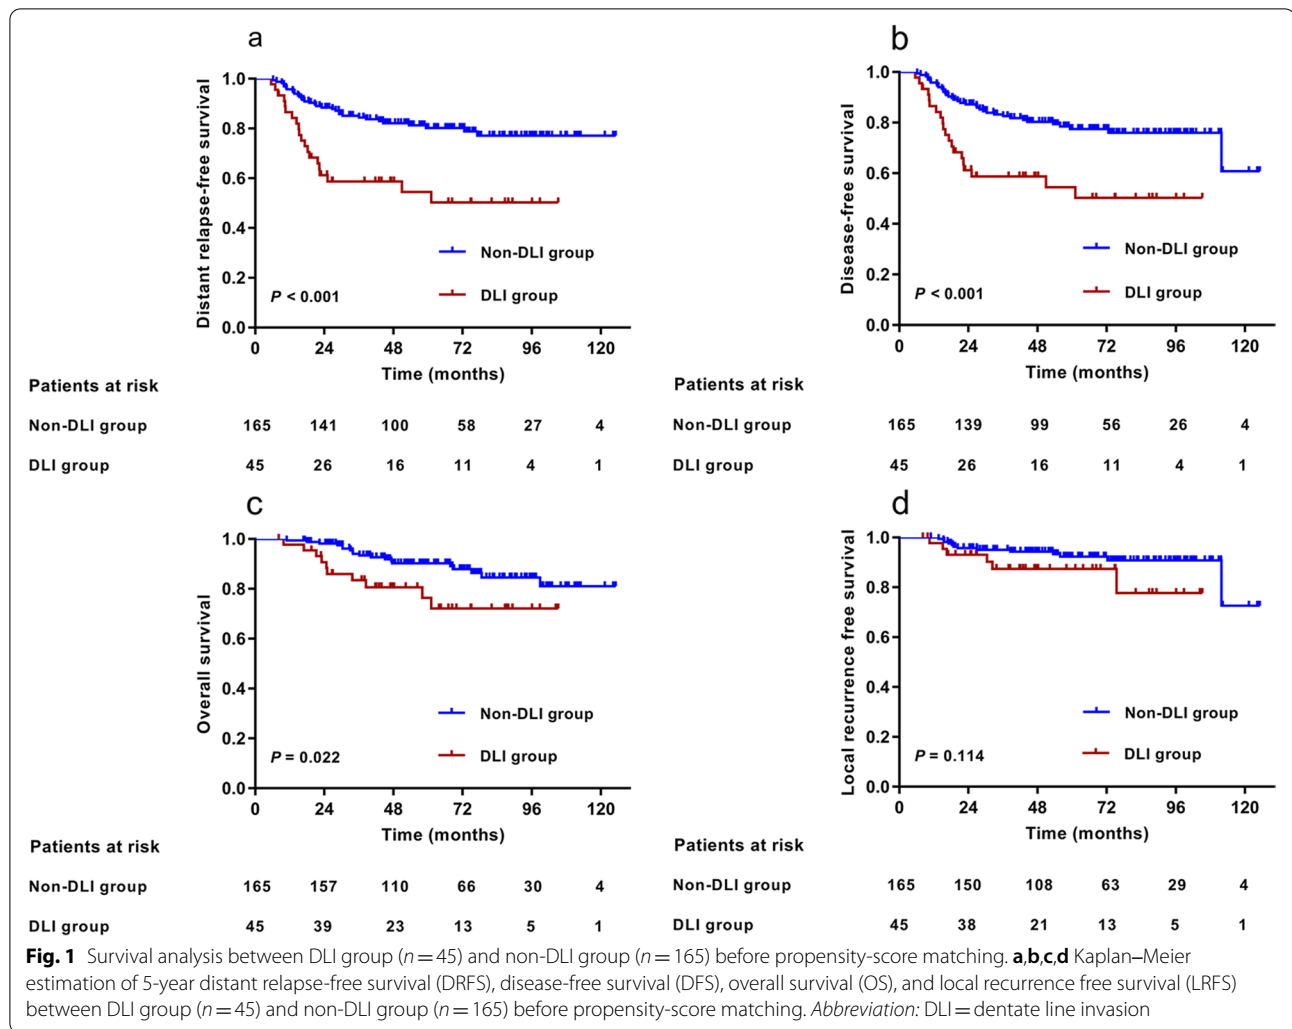 a
Distant relapse-free survival
1.0
0.8
0.6
0.4
0.2
0.0
Non-DLI group
DLI group
P < 0.001
0 24 48 72 96 120
Time (months)
Patients at risk
Non-DLI group 165 141 100 58 27 4
DLI group 45 26 16 11 4 1
b
Disease-free survival
1.0
0.8
0.6
0.4
0.2
0.0
Non-DLI group
DLI group
P < 0.001
0 24 48 72 96 120
Time (months)
Patients at risk
Non-DLI group 165 139 99 56 26 4
DLI group 45 26 16 11 4 1
c
Overall survival
1.0
0.8
0.6
0.4
0.2
0.0
Non-DLI group
DLI group
P = 0.022
0 24 48 72 96 120
Time (months)
Patients at risk
Non-DLI group 165 157 110 66 30 4
DLI group 45 39 23 13 5 1
d
Local recurrence free survival
1.0
0.8
0.6
0.4
0.2
0.0
Non-DLI group
DLI group
P = 0.114
0 24 48 72 96 120
Time (months)
Patients at risk
Non-DLI group 165 150 108 63 29 4
DLI group 45 38 21 13 5 1
Fig. 1 Survival analysis between DLI group (n = 45) and non-DLI group (n = 165) before propensity-score matching. a,b,c,d Kaplan–Meier
estimation of 5-year distant relapse-free survival (DRFS), disease-free survival (DFS), overall survival (OS), and local recurrence free survival (LRFS)
between DLI group (n = 45) and non-DLI group (n = 165) before propensity-score matching. Abbreviation: DLI = dentate line invasion